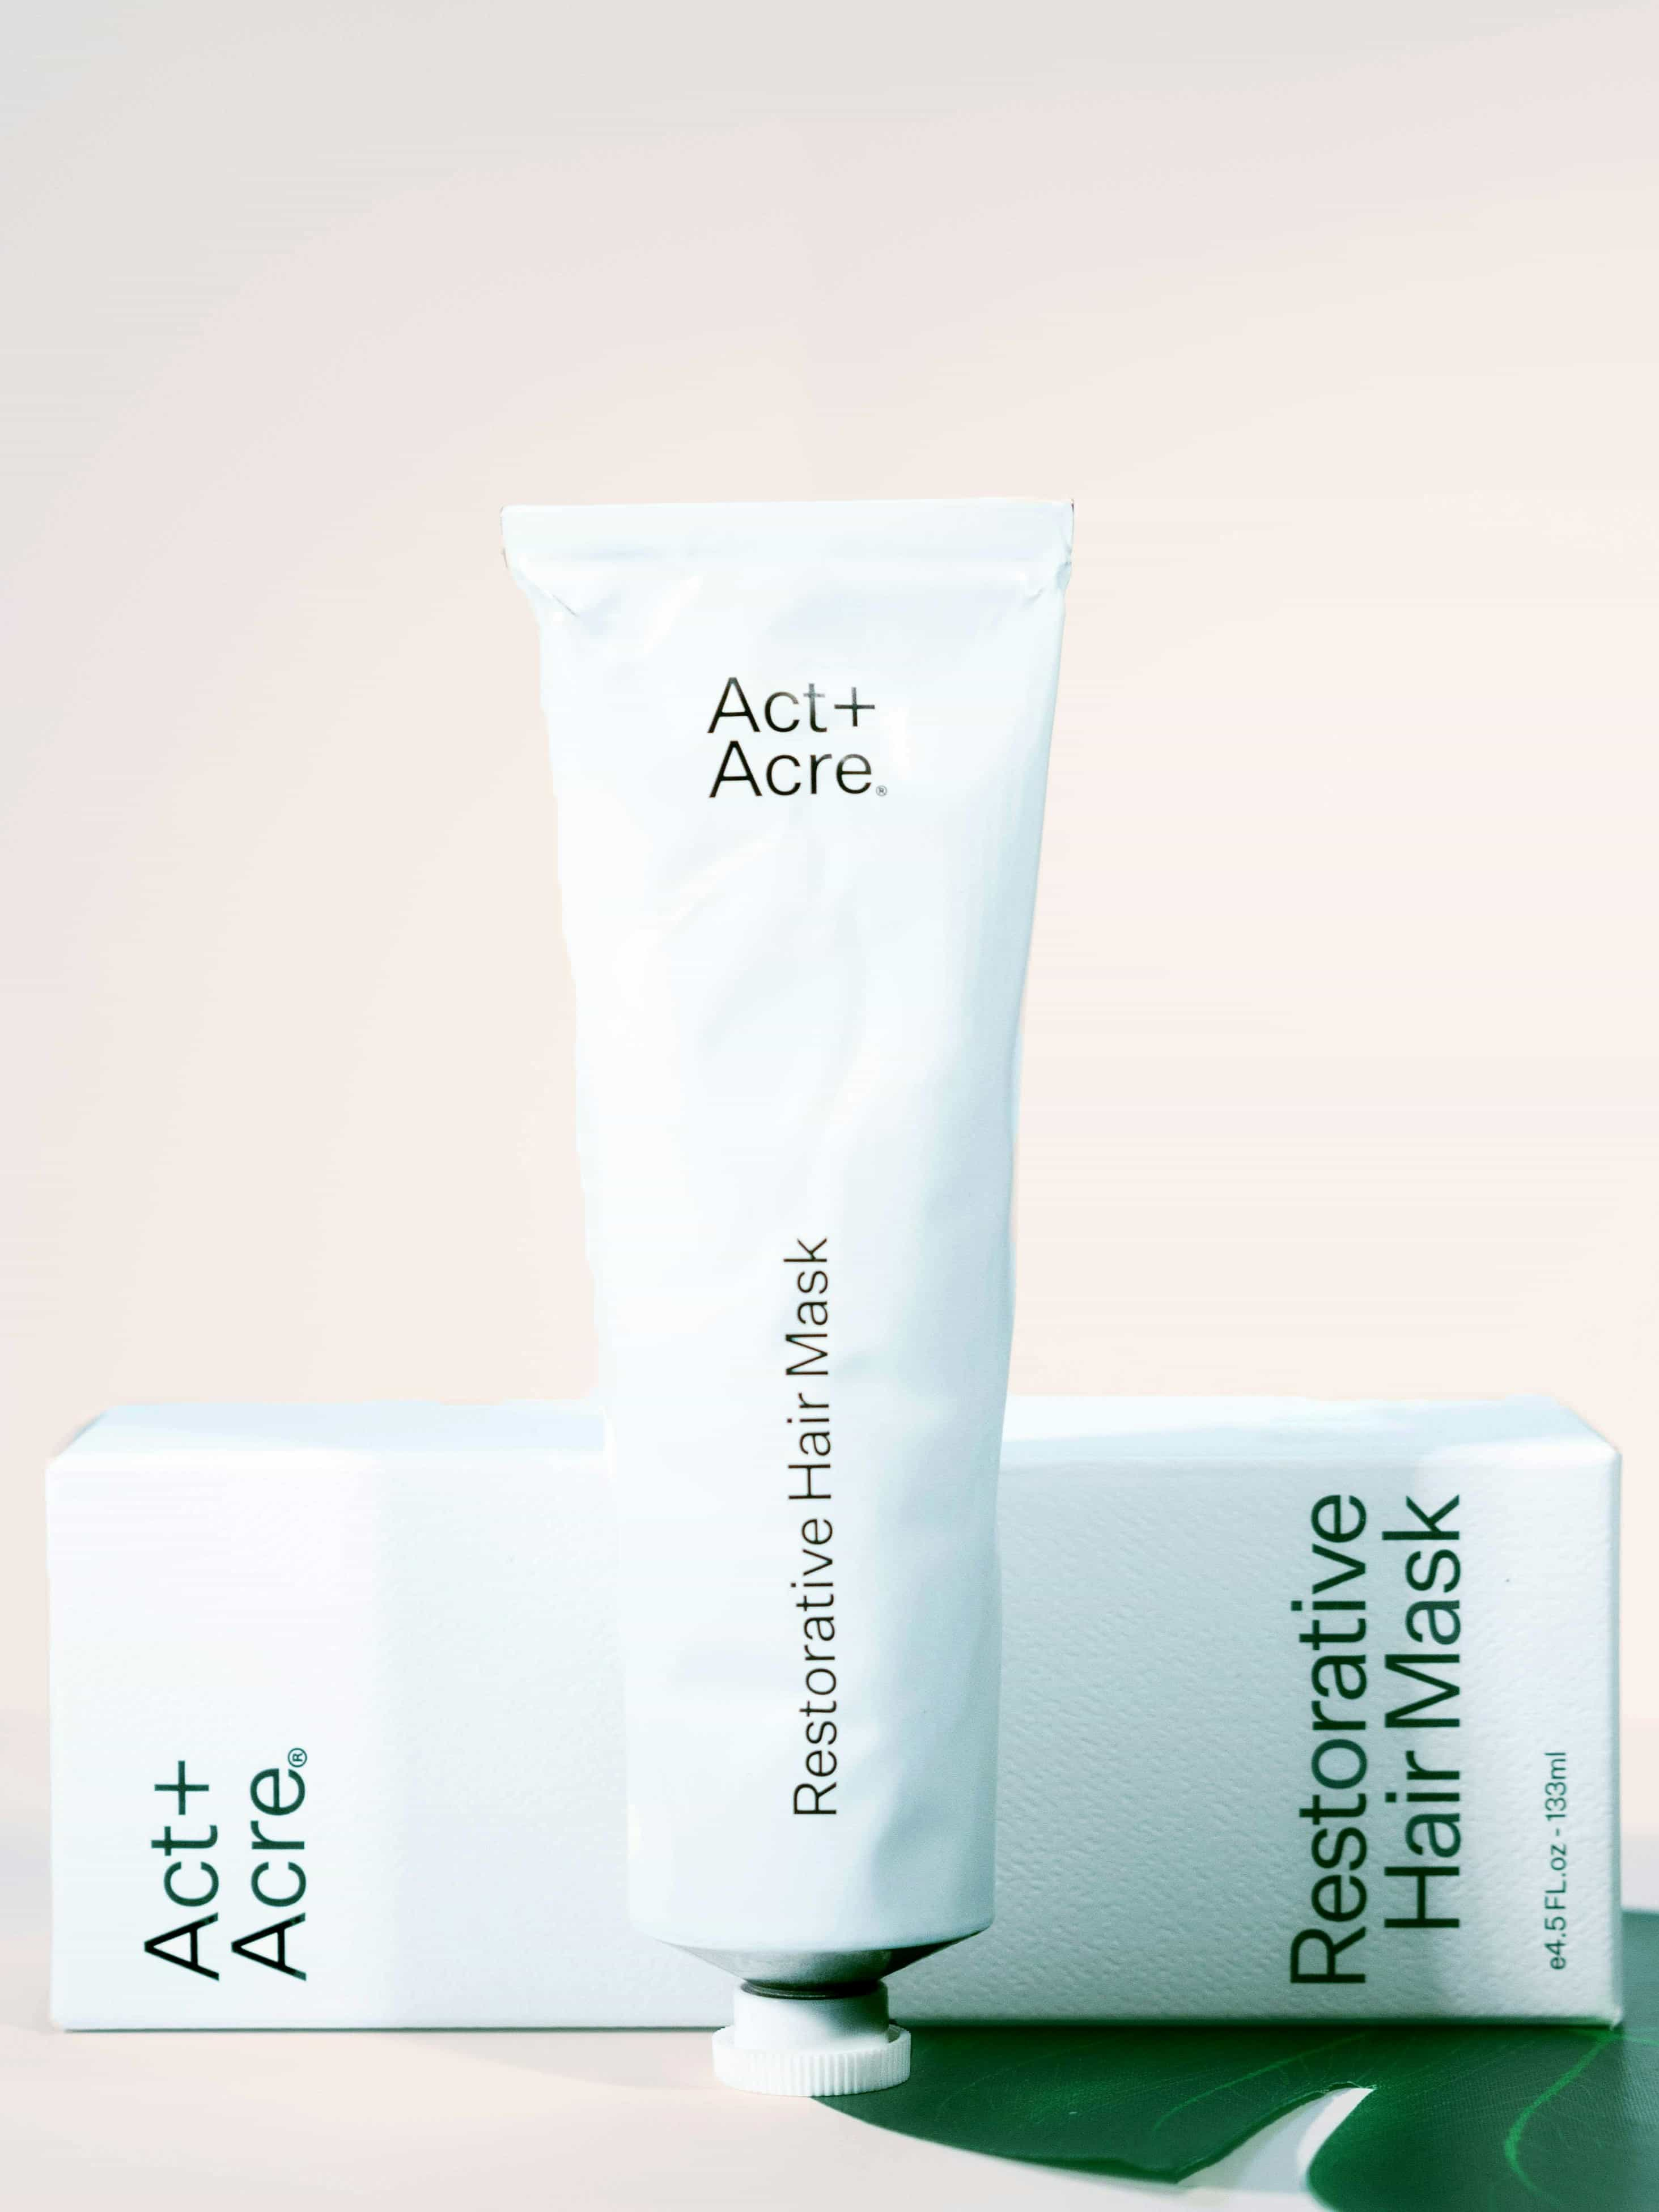 Act+
Acre®
Restorative Hair Mask
Act+
Acre®
Restorative
Hair Mask
e4.5 FL.oz - 133ml